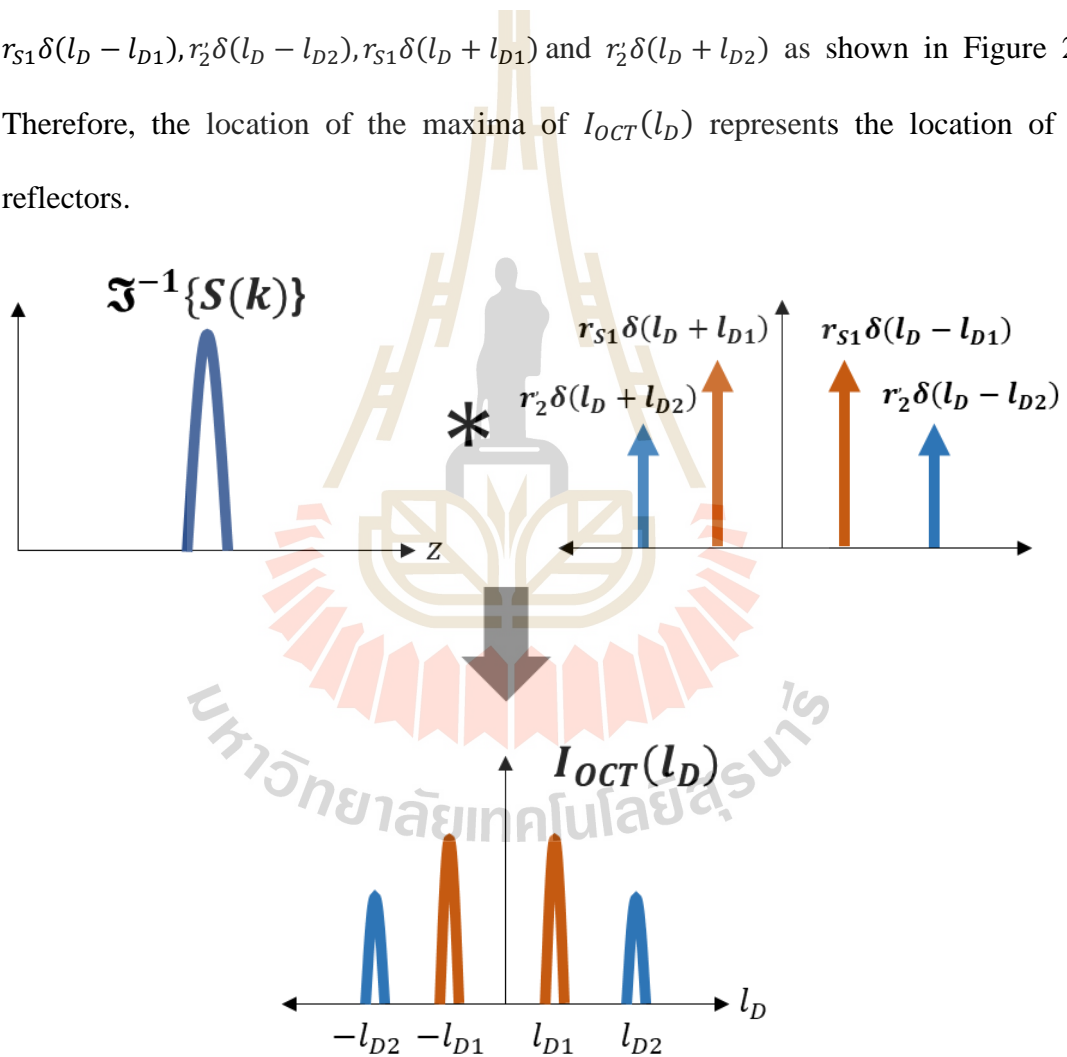 r_{S1}δ(l_D − l_{D1}), r'_2δ(l_D − l_{D2}), r_{S1}δ(l_D + l_{D1}) and r'_2δ(l_D + l_{D2}) as shown in Figure 2
Therefore, the location of the maxima of I_{OCT}(l_D) represents the location of
reflectors.
ℑ^{−1}{S(k)}
r_{S1}δ(l_D + l_{D1})
r_{S1}δ(l_D − l_{D1})
r'_2δ(l_D + l_{D2})
r'_2δ(l_D − l_{D2})
*
Z
I_{OCT}(l_D)
มหาวิทยาลัยเทคโนโลยีสุรนารี
l_D
−l_{D2} −l_{D1} l_{D1} l_{D2}